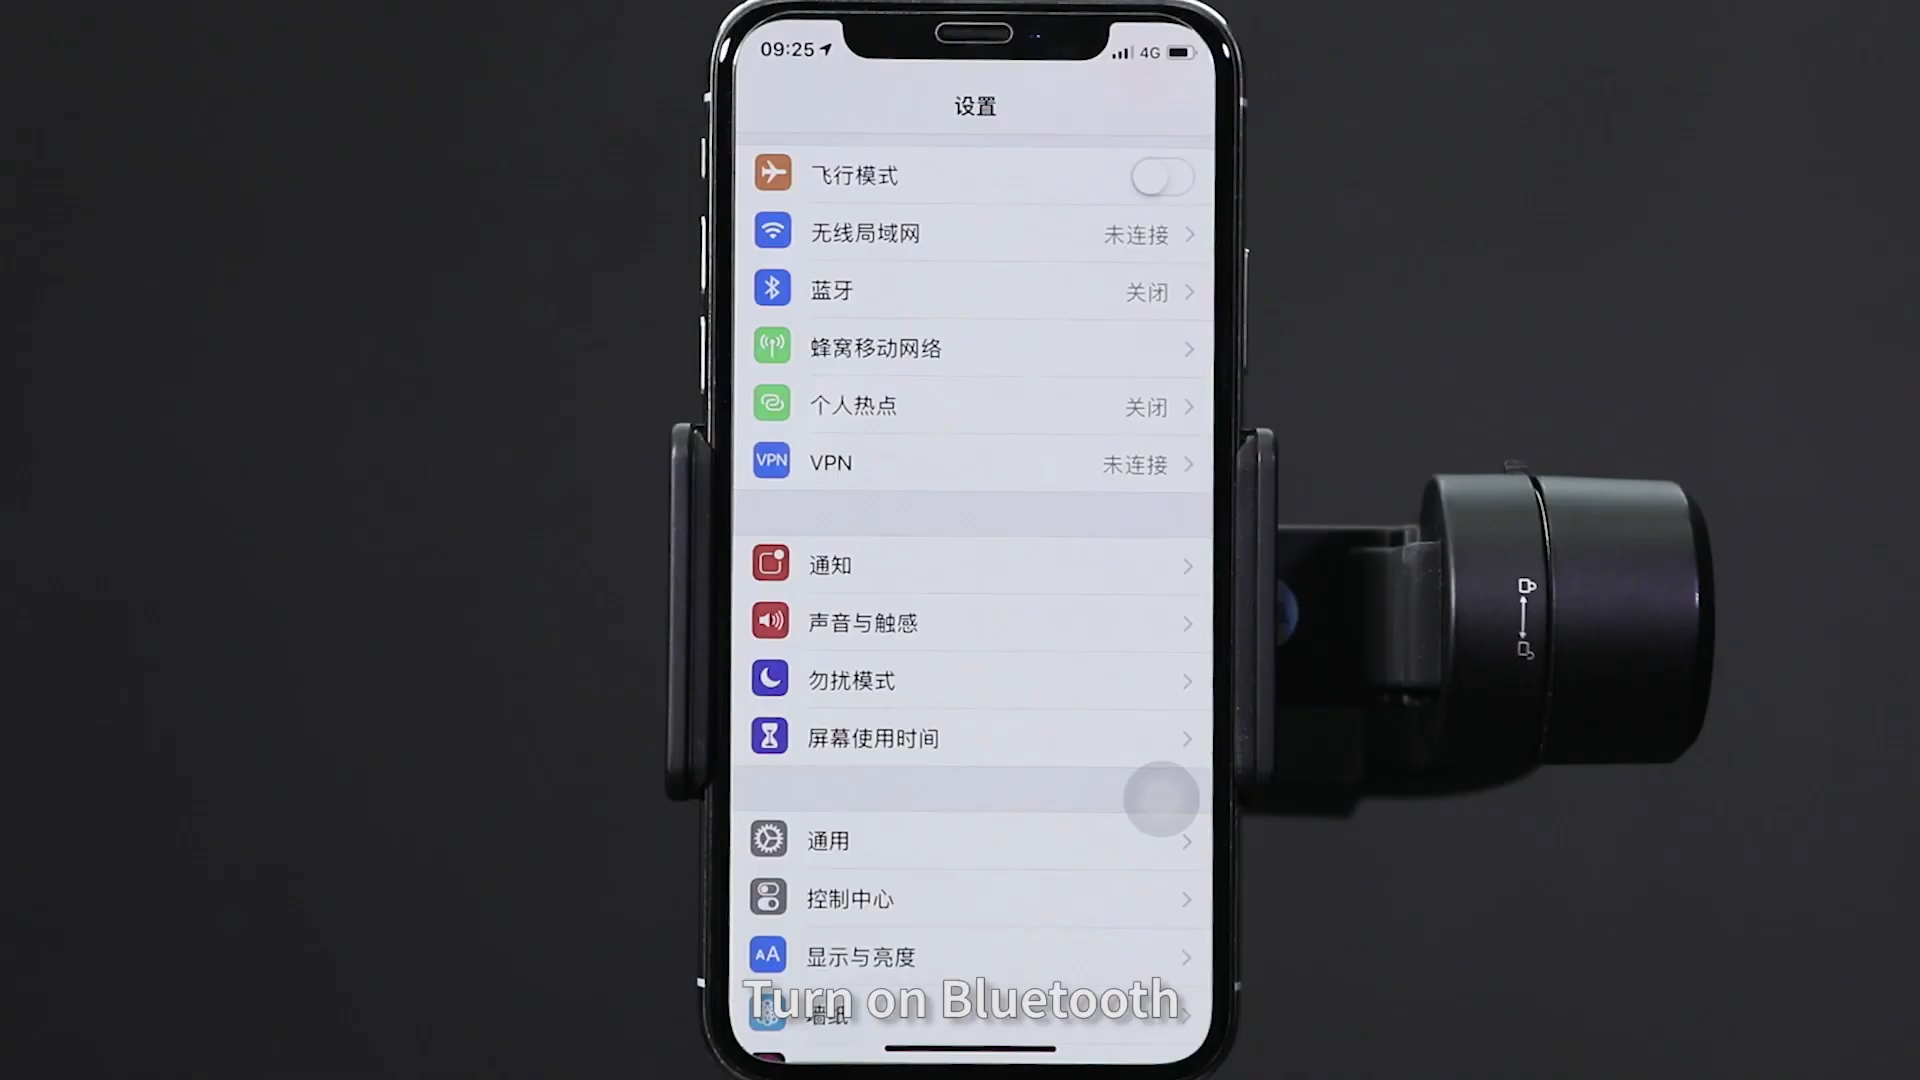 09:25
4G
设置
飞行模式
无线局域网 未连接
蓝牙 关闭
蜂窝移动网络
个人热点 关闭
VPN VPN 未连接
通知
声音与触感
勿扰模式
屏幕使用时间
通用
控制中心
AA 显示与亮度
Turn on Bluetooth
墙纸